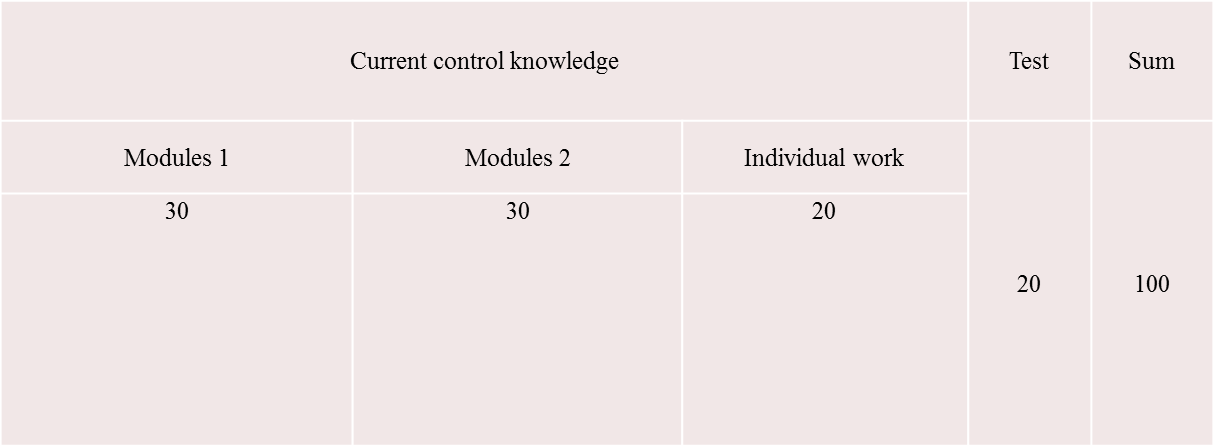 Current control knowledge Test Sum
Modules 1 Modules 2 Individual work
30 30 20
20 100